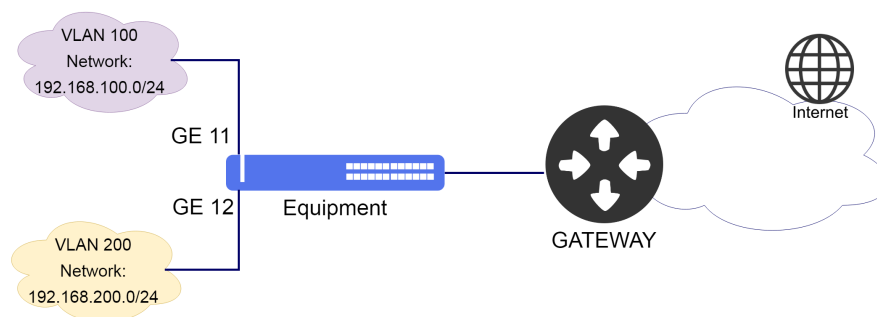 VLAN 100
Network:
192.168.100.0/24
GE 11
GE 12
Equipment
VLAN 200
Network:
192.168.200.0/24
GATEWAY
Internet